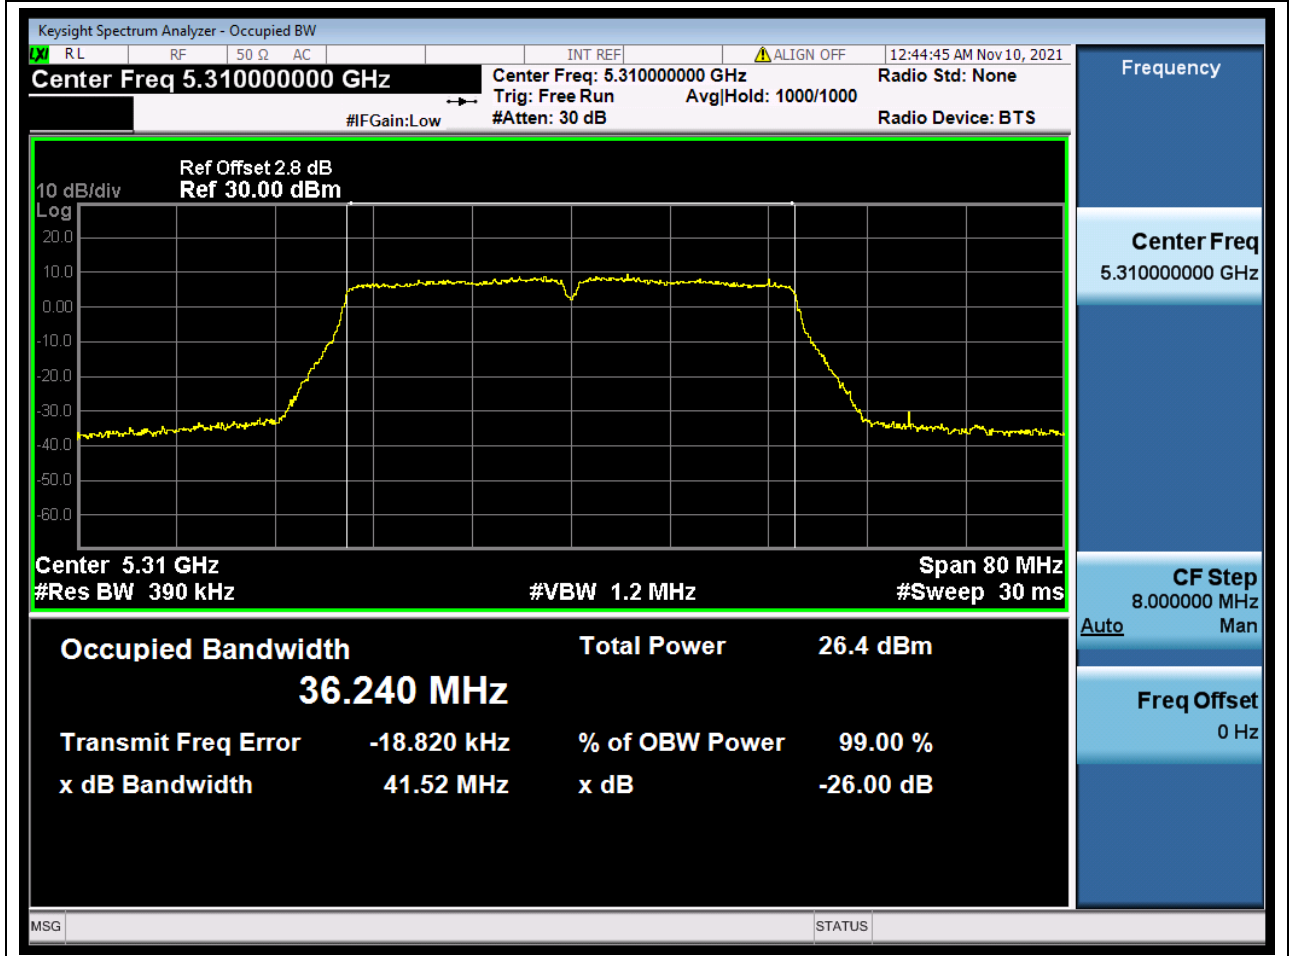 Keysight Spectrum Analyzer - Occupied BW
LXI RL RF 50 Ω AC INT REF ALIGN OFF 12:44:45 AM Nov 10, 2021
Center Freq 5.310000000 GHz
Center Freq: 5.310000000 GHz Radio Std: None
Trig: Free Run Avg|Hold: 1000/1000
#IFGain:Low #Atten: 30 dB Radio Device: BTS
Ref Offset 2.8 dB
10 dB/div Ref 30.00 dBm
Log
20.0
10.0
0.00
-10.0
-20.0
-30.0
-40.0
-50.0
-60.0
Center 5.31 GHz Span 80 MHz
#Res BW 390 kHz #VBW 1.2 MHz #Sweep 30 ms
Occupied Bandwidth Total Power 26.4 dBm
36.240 MHz
Transmit Freq Error -18.820 kHz % of OBW Power 99.00 %
x dB Bandwidth 41.52 MHz x dB -26.00 dB
Frequency
Center Freq
5.310000000 GHz
CF Step
8.000000 MHz
Auto Man
Freq Offset
0 Hz
MSG STATUS